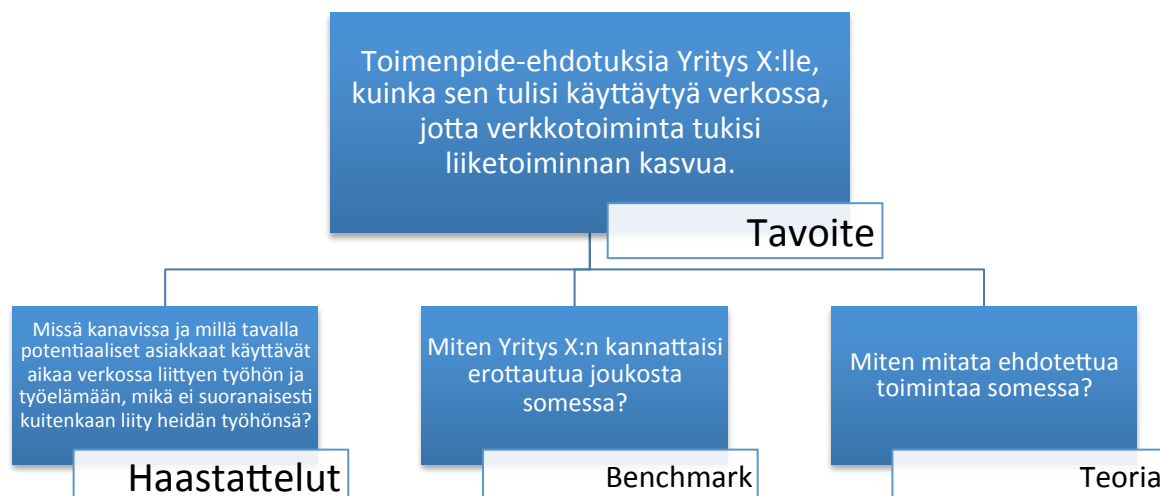 Toimenpide-ehdotuksia Yritys X:lle,
kuinka sen tulisi käyttäytyä verkossa,
jotta verkkotoiminta tukisi
liiketoiminnan kasvua.
Tavoite
Missä kanavissa ja millä tavalla
potentiaaliset asiakkaat käyttävät
aikaa verkossa liittyen työhön ja
työelämään, mikä ei suoranaisesti
kuitenkaan liity heidän työhönsä?
Haastattelut
Miten Yritys X:n kannattaisi
erottautua joukosta
somessa?
Benchmark
Miten mitata ehdotettua
toimintaa somessa?
Teoria